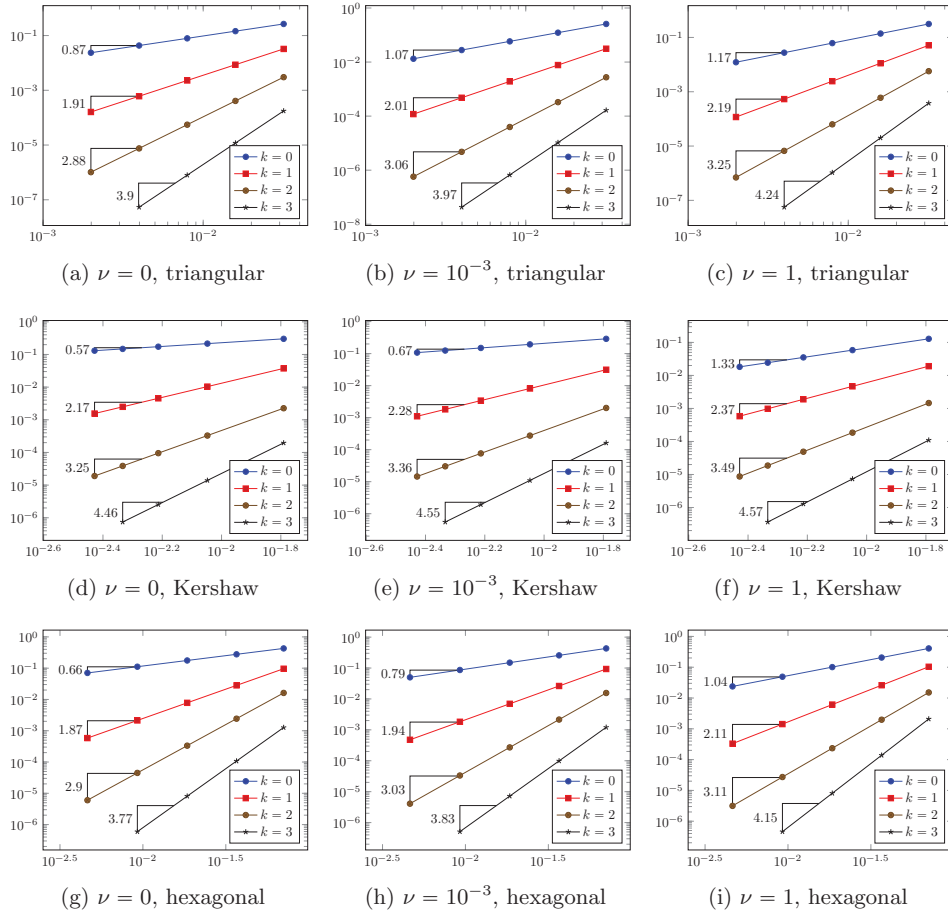 10^−1
10^−3
10^−5
10^−7
0.87
1.91
2.88
3.9
k = 0
k = 1
k = 2
k = 3
10^−3
10^−2
(a) ν = 0, triangular
10^0
10^−2
10^−4
10^−6
10^−8
1.07
2.01
3.06
3.97
k = 0
k = 1
k = 2
k = 3
10^−3
10^−2
(b) ν = 10^−3, triangular
10^−1
10^−3
10^−5
10^−7
1.17
2.19
3.25
4.24
k = 0
k = 1
k = 2
k = 3
10^−3
10^−2
(c) ν = 1, triangular
10^0
10^−1
10^−2
10^−3
10^−4
10^−5
10^−6
0.57
2.17
3.25
4.46
k = 0
k = 1
k = 2
k = 3
10^−2.6
10^−2.4
10^−2.2
10^−2
10^−1.8
(d) ν = 0, Kershaw
10^0
10^−1
10^−2
10^−3
10^−4
10^−5
10^−6
0.67
2.28
3.36
4.55
k = 0
k = 1
k = 2
k = 3
10^−2.6
10^−2.4
10^−2.2
10^−2
10^−1.8
(e) ν = 10^−3, Kershaw
10^0
10^−1
10^−2
10^−3
10^−4
10^−5
10^−6
1.33
2.37
3.49
4.57
k = 0
k = 1
k = 2
k = 3
10^−2.6
10^−2.4
10^−2.2
10^−2
10^−1.8
(f) ν = 1, Kershaw
10^0
10^−1
10^−2
10^−3
10^−4
10^−5
10^−6
0.66
1.87
2.9
3.77
k = 0
k = 1
k = 2
k = 3
10^−2.5
10^−2
10^−1.5
(g) ν = 0, hexagonal
10^0
10^−1
10^−2
10^−3
10^−4
10^−5
10^−6
0.79
1.94
3.03
3.83
k = 0
k = 1
k = 2
k = 3
10^−2.5
10^−2
10^−1.5
(h) ν = 10^−3, hexagonal
10^0
10^−1
10^−2
10^−3
10^−4
10^−5
10^−6
1.04
2.11
3.11
4.15
k = 0
k = 1
k = 2
k = 3
10^−2.5
10^−2
10^−1.5
(i) ν = 1, hexagonal